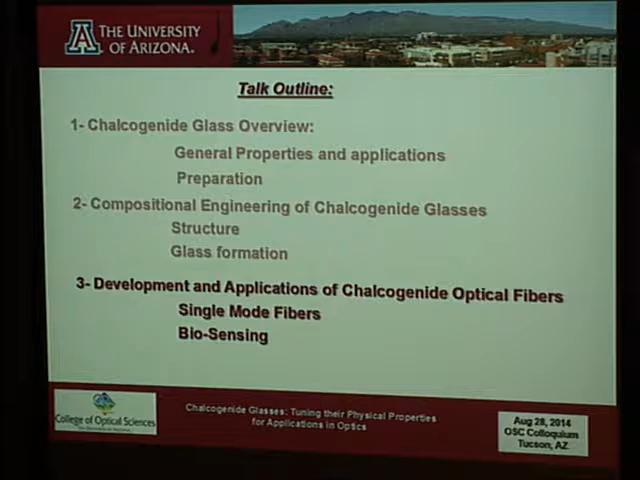 THE UNIVERSITY
OF ARIZONA.
Talk Outline:
1- Chalcogenide Glass Overview:
General Properties and applications
Preparation
2- Compositional Engineering of Chalcogenide Glasses
Structure
Glass formation
3- Development and Applications of Chalcogenide Optical Fibers
Single Mode Fibers
Bio-Sensing
College of Optical Sciences
Chalcogenide Glasses: Tuning their Physical Properties
for Applications in Optics
Aug 28, 2014
OSC Colloquium
Tucson, AZ